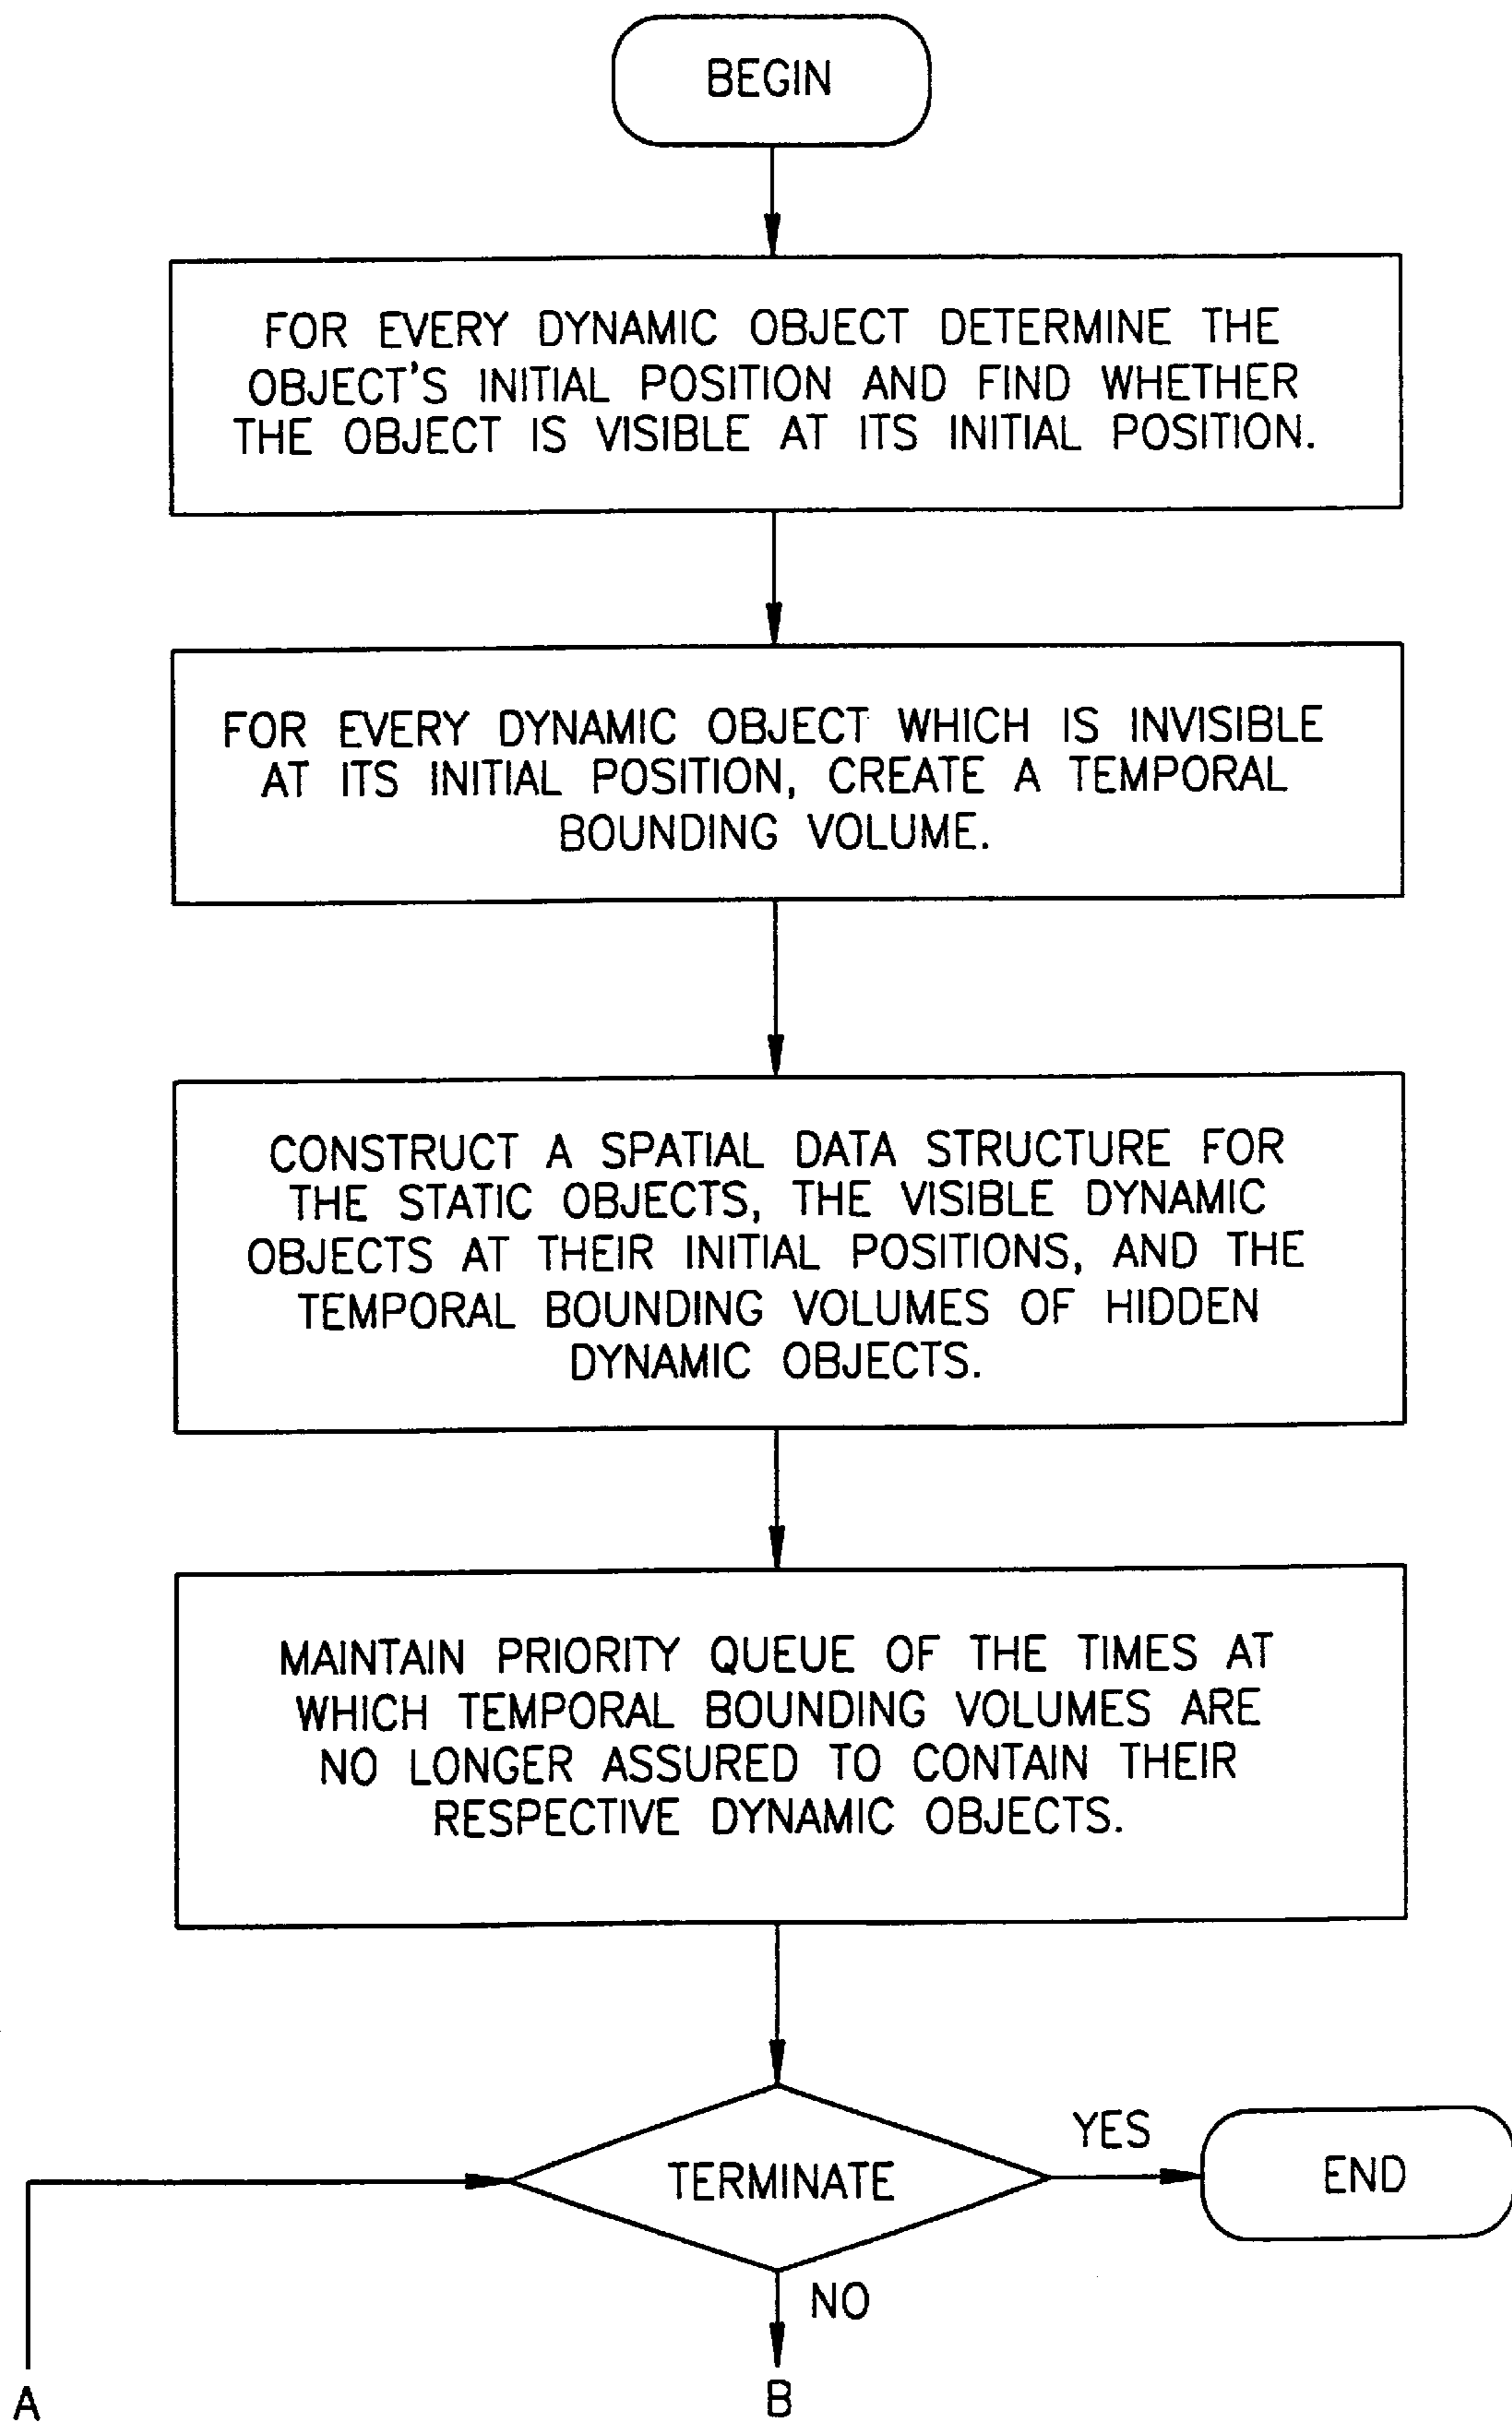 BEGIN
FOR EVERY DYNAMIC OBJECT DETERMINE THE
OBJECT'S INITIAL POSITION AND FIND WHETHER
THE OBJECT IS VISIBLE AT ITS INITIAL POSITION.
FOR EVERY DYNAMIC OBJECT WHICH IS INVISIBLE
AT ITS INITIAL POSITION, CREATE A TEMPORAL
BOUNDING VOLUME.
CONSTRUCT A SPATIAL DATA STRUCTURE FOR
THE STATIC OBJECTS, THE VISIBLE DYNAMIC
OBJECTS AT THEIR INITIAL POSITIONS, AND THE
TEMPORAL BOUNDING VOLUMES OF HIDDEN
DYNAMIC OBJECTS.
MAINTAIN PRIORITY QUEUE OF THE TIMES AT
WHICH TEMPORAL BOUNDING VOLUMES ARE
NO LONGER ASSURED TO CONTAIN THEIR
RESPECTIVE DYNAMIC OBJECTS.
TERMINATE
YES
END
NO
A
B